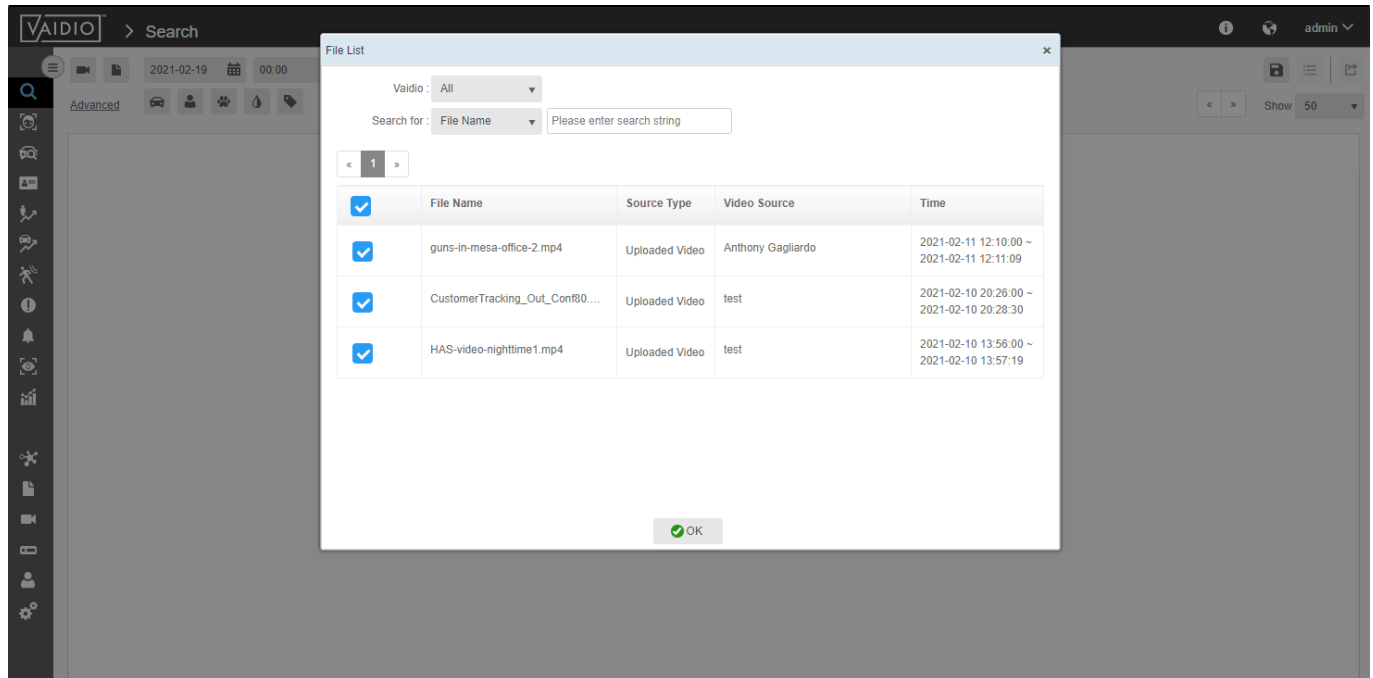 VAIDIO > Search
admin
File List ×
2021-02-19 00:00
Advanced
« » Show 50
Vaidio : All
Search for : File Name Please enter search string
« 1 »
File Name Source Type Video Source Time
guns-in-mesa-office-2.mp4 Uploaded Video Anthony Gagliardo 2021-02-11 12:10:00 ~
2021-02-11 12:11:09
CustomerTracking_Out_Conf80.... Uploaded Video test 2021-02-10 20:26:00 ~
2021-02-10 20:28:30
HAS-video-nighttime1.mp4 Uploaded Video test 2021-02-10 13:56:00 ~
2021-02-10 13:57:19
OK